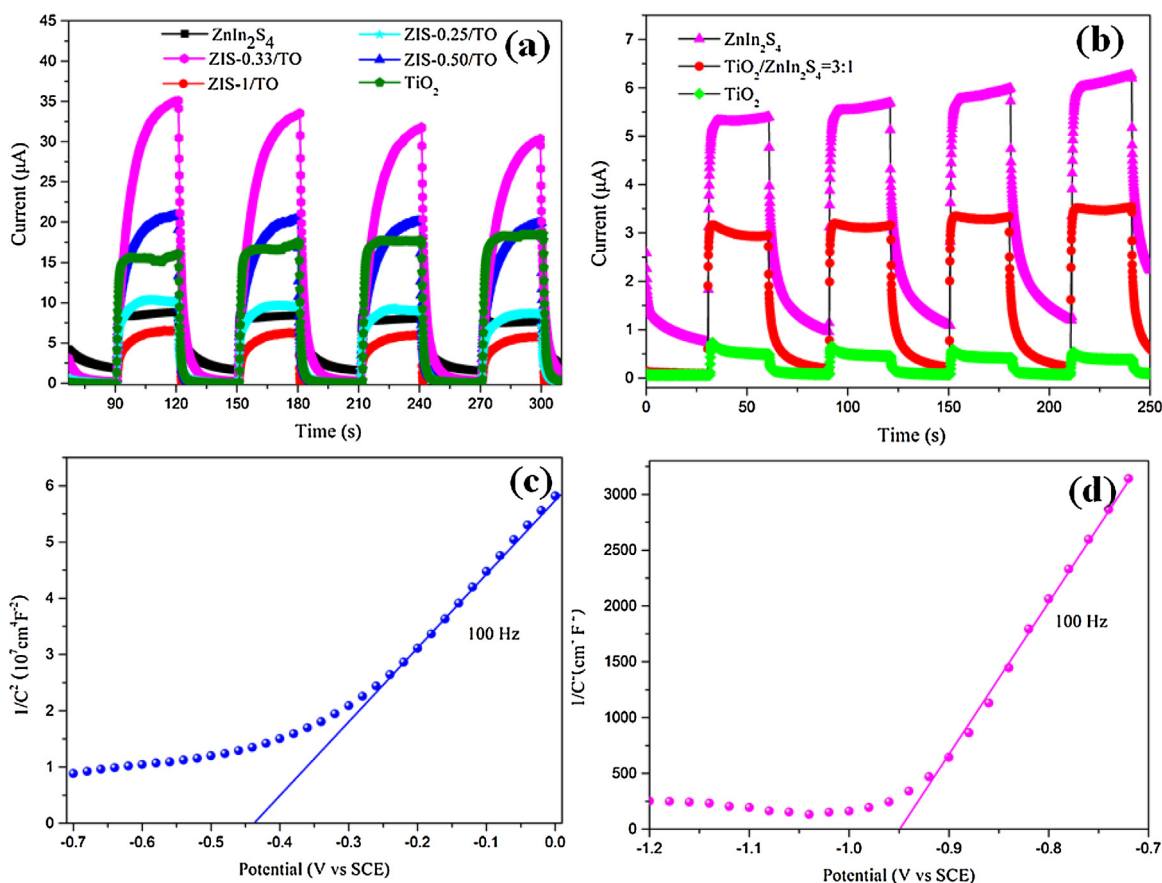 (a)
ZnIn₂S₄ ZIS-0.25/TO
ZIS-0.33/TO ZIS-0.50/TO
ZIS-1/TO TiO₂
45
40
35
30
25
20
15
10
5
0
Current (μA)
90 120 150 180 210 240 270 300
Time (s)
(b)
ZnIn₂S₄
TiO₂/ZnIn₂S₄=3:1
TiO₂
7
6
5
4
3
2
1
0
Current (μA)
0 50 100 150 200 250
Time (s)
(c)
6
5
4
3
2
1
0
1/C² (10⁷cm⁴F⁻²)
100 Hz
-0.7 -0.6 -0.5 -0.4 -0.3 -0.2 -0.1 0.0
Potential (V vs SCE)
(d)
3000
2500
2000
1500
1000
500
0
100 Hz
-1.2 -1.1 -1.0 -0.9 -0.8 -0.7
Potential (V vs SCE)